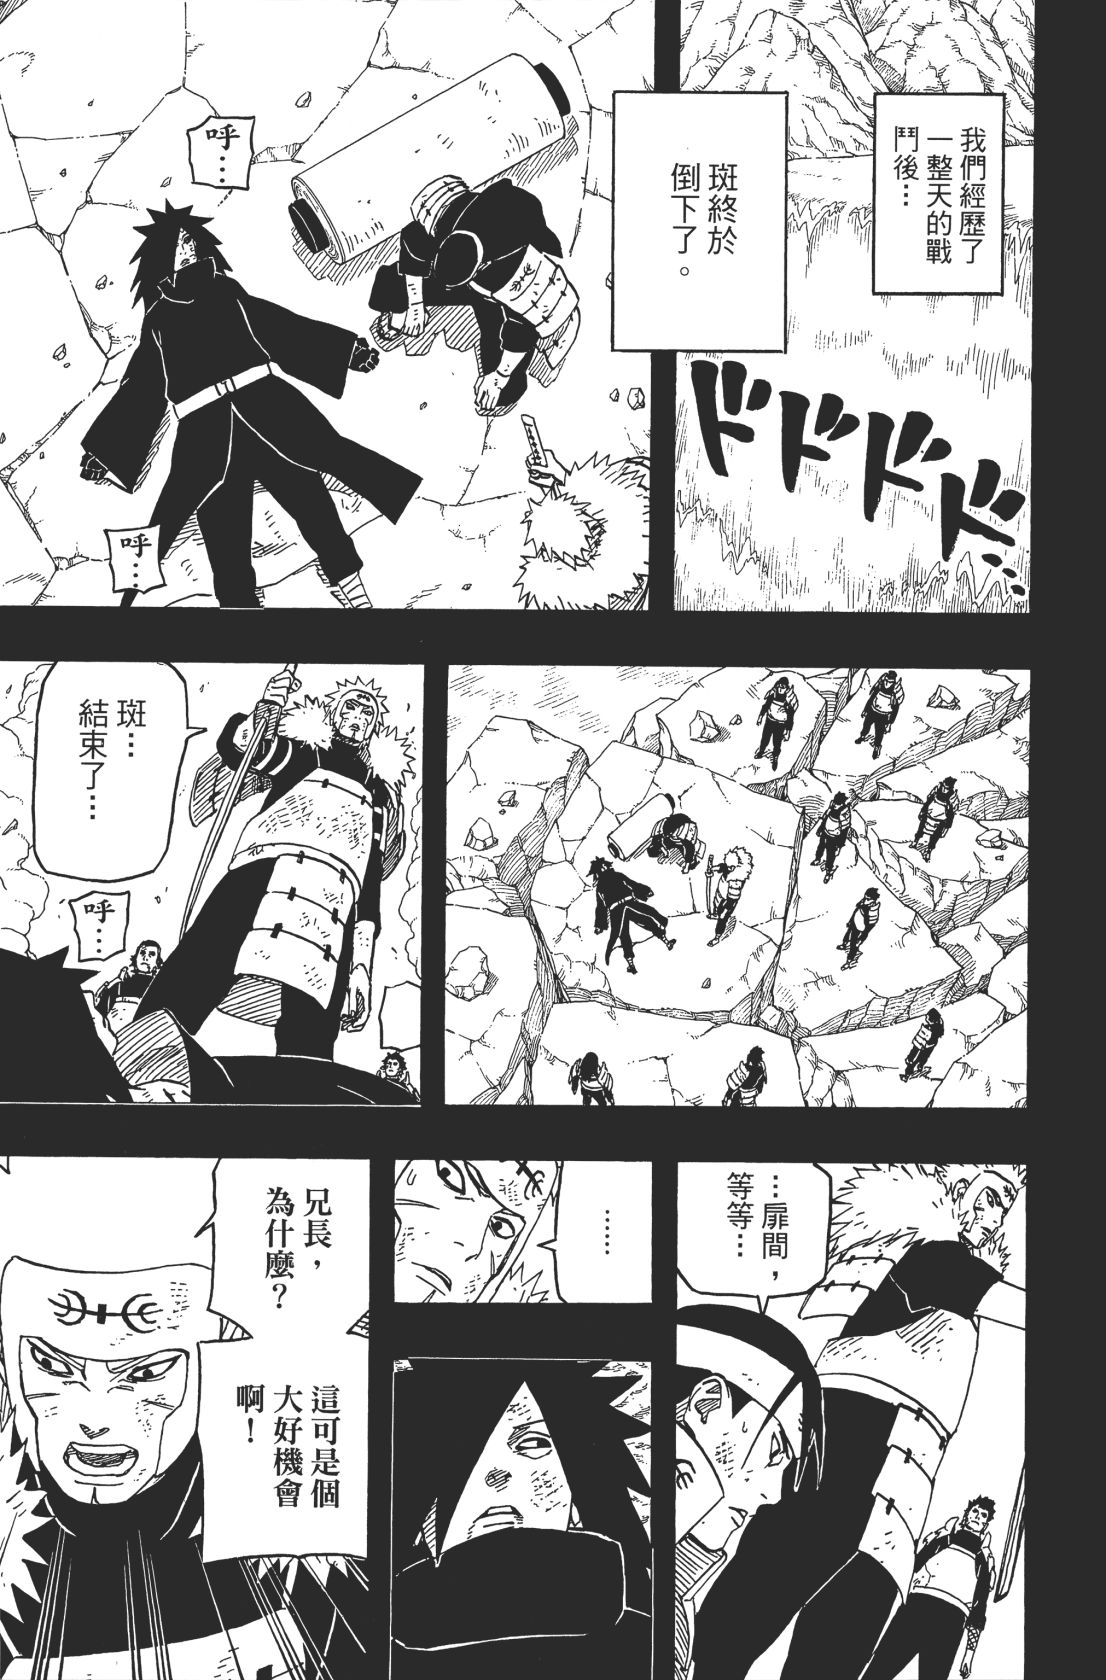 我們經歷了
一整天的戰
鬥後…
斑終於
倒下了。
ドドドド…
呼…
呼…
斑…
結束了…
呼…
…扉間，
等等…
……
兄長，
為什麼？
這可是個
大好機會
啊！